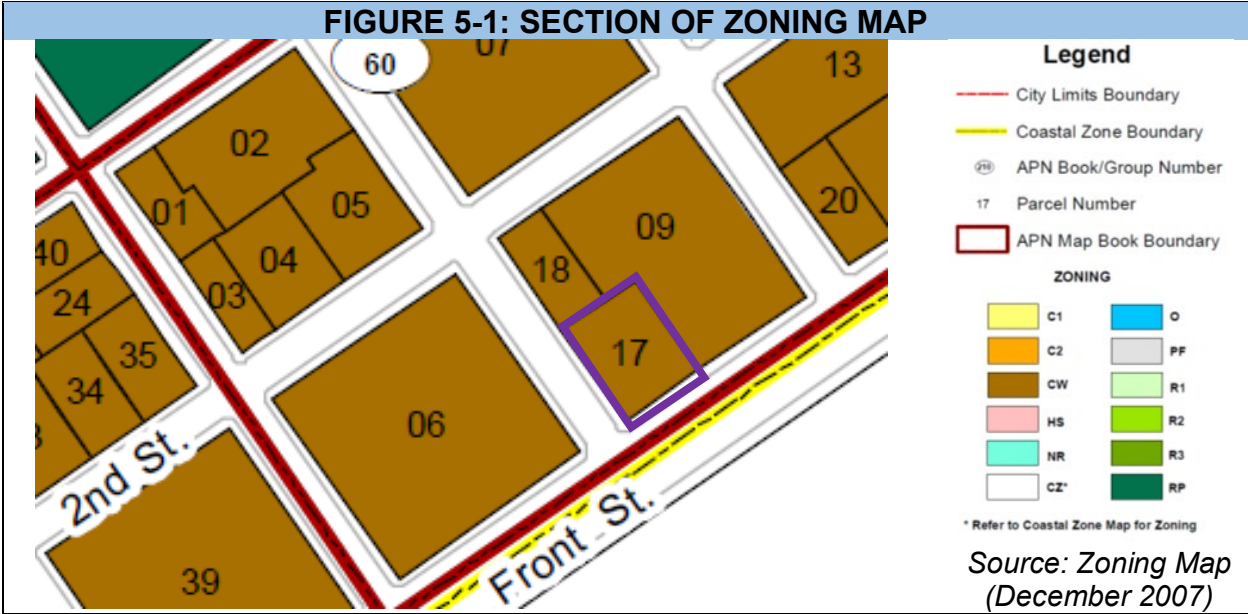 FIGURE 5-1: SECTION OF ZONING MAP
60
07
13
02
01
05
04
03
09
18
17
20
06
40
24
35
34
39
2nd St.
Front St.
Legend
City Limits Boundary
Coastal Zone Boundary
APN Book/Group Number
17 Parcel Number
APN Map Book Boundary
ZONING
C1 O
C2 PF
CW R1
HS R2
NR R3
CZ* RP
* Refer to Coastal Zone Map for Zoning
Source: Zoning Map
(December 2007)